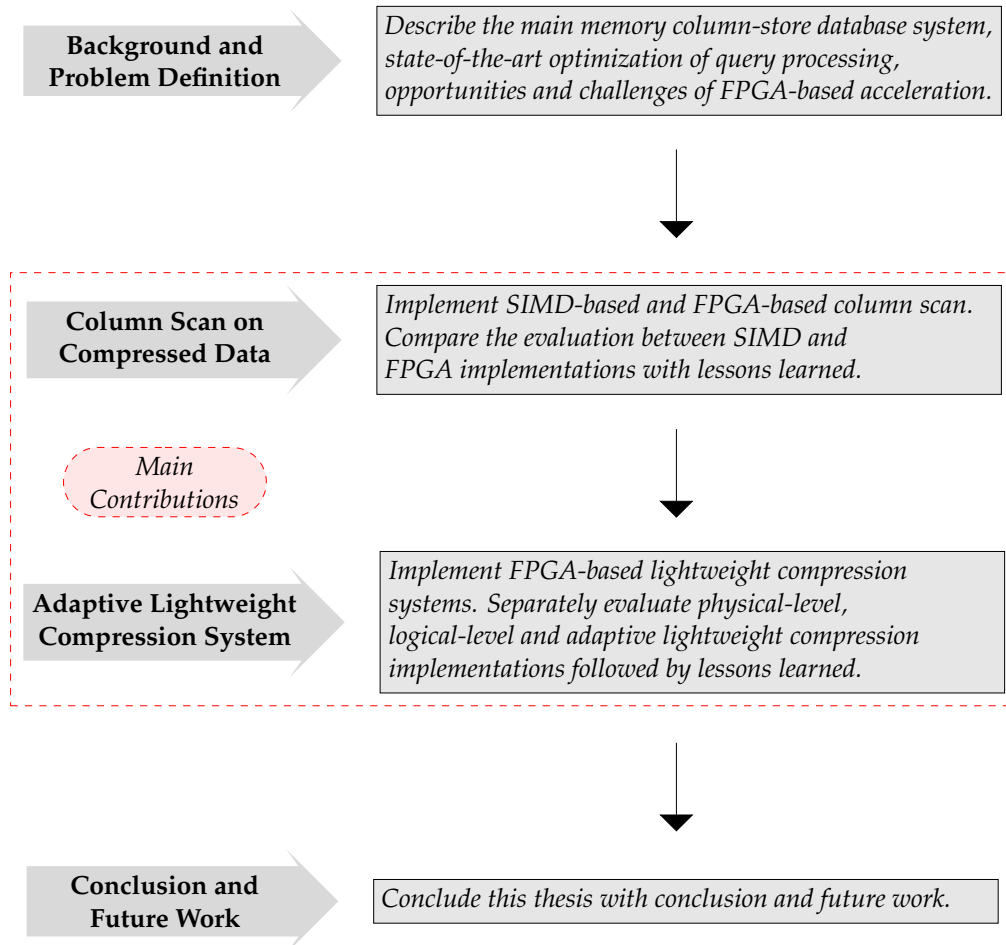 Background and
Problem Definition
Describe the main memory column-store database system,
state-of-the-art optimization of query processing,
opportunities and challenges of FPGA-based acceleration.
Column Scan on
Compressed Data
Implement SIMD-based and FPGA-based column scan.
Compare the evaluation between SIMD and
FPGA implementations with lessons learned.
Main
Contributions
Adaptive Lightweight
Compression System
Implement FPGA-based lightweight compression
systems. Separately evaluate physical-level,
logical-level and adaptive lightweight compression
implementations followed by lessons learned.
Conclusion and
Future Work
Conclude this thesis with conclusion and future work.